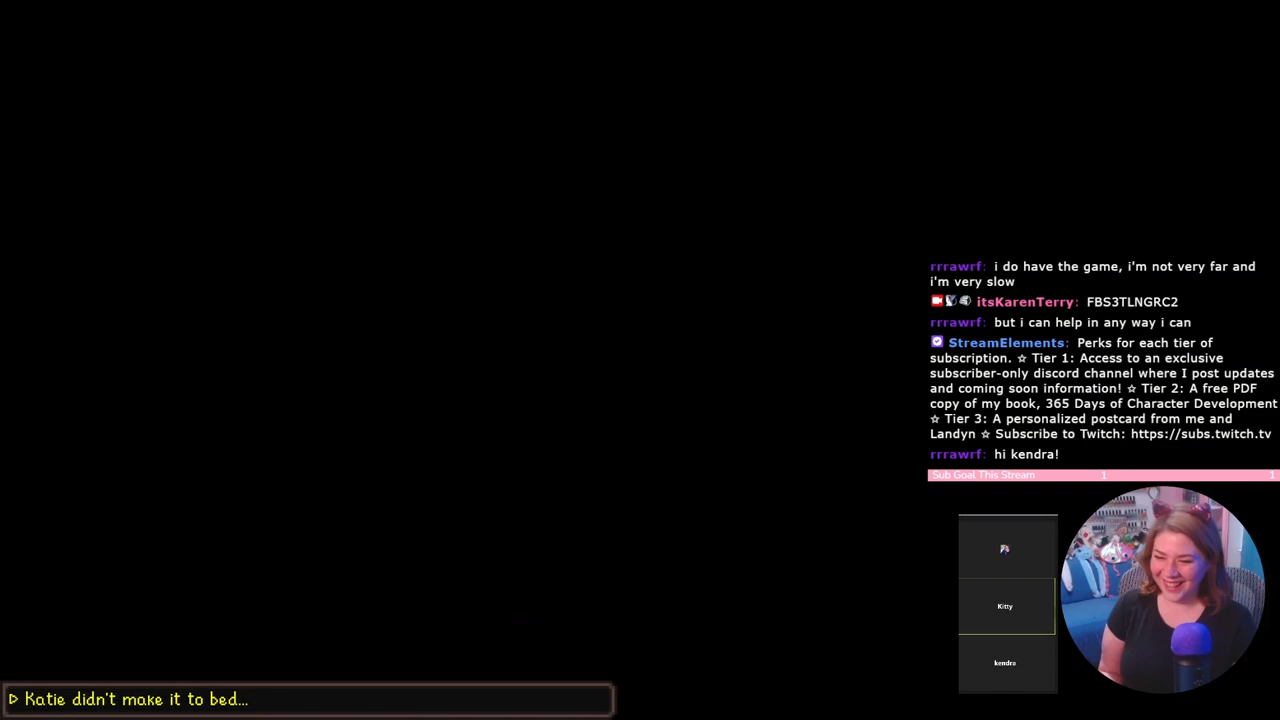 rrrawrf: i do have the game, i'm not very far and
i'm very slow
itsKarenTerry: FBS3TLNGRC2
rrrawrf: but i can help in any way i can
StreamElements: Perks for each tier of
subscription. ☆ Tier 1: Access to an exclusive
subscriber-only discord channel where I post updates
and coming soon information! ☆ Tier 2: A free PDF
copy of my book, 365 Days of Character Development
☆ Tier 3: A personalized postcard from me and
Landyn ☆ Subscribe to Twitch: https://subs.twitch.tv
rrrawrf: hi kendra!
Sub Goal This Stream 1 1
Kitty
kendra
Katie didn't make it to bed...